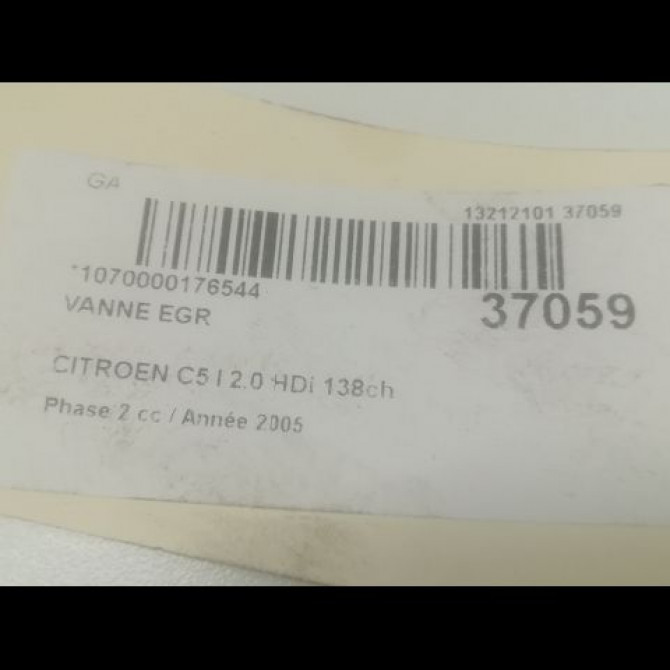 GA
13212101 37059
*1070000176544
37059
VANNE EGR
CITROEN C5 I 2.0 HDi 138ch
Phase 2 cc / Année 2005